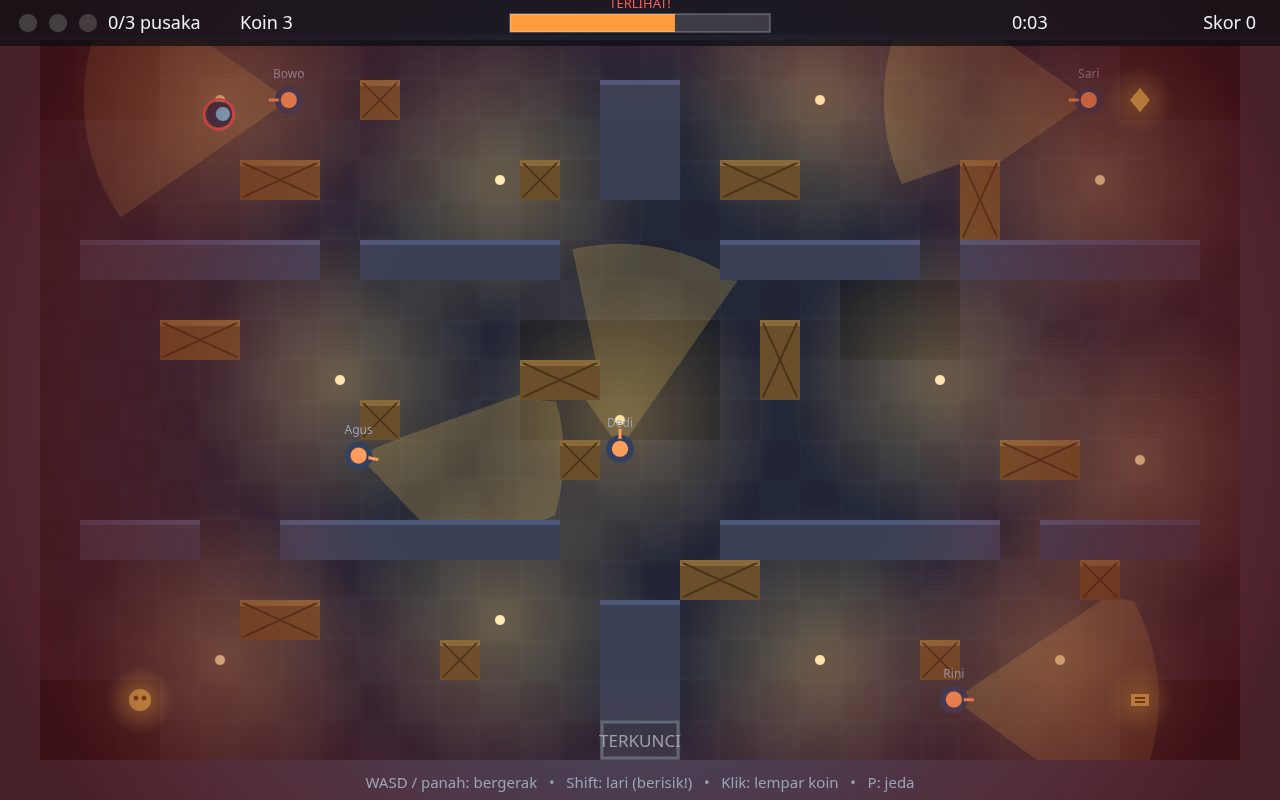 TERLIHAT!
0/3 pusaka
Koin 3
0:03
Skor 0
Bowo
Sari
Dedi
Agus
Rini
TERKUNCI
WASD / panah: bergerak • Shift: lari (berisik!) • Klik: lempar koin • P: jeda